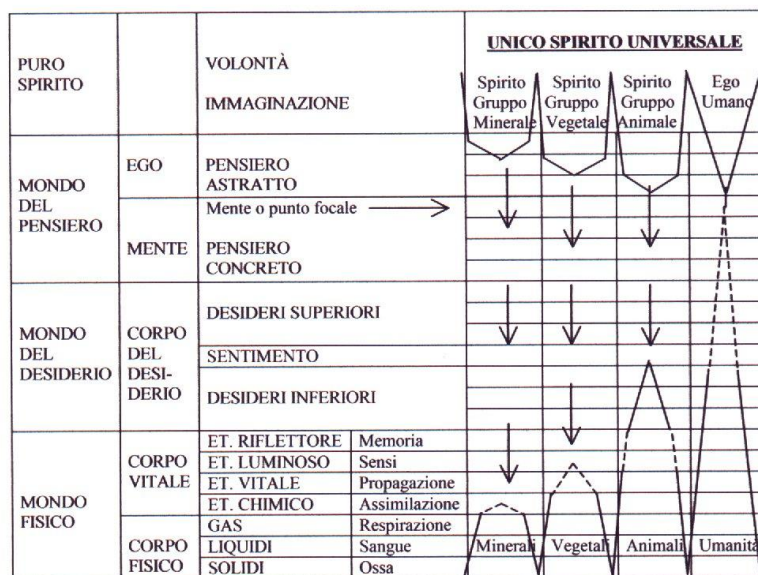 UNICO SPIRITO UNIVERSALE
PURO
SPIRITO
VOLONTÀ
IMMAGINAZIONE
Spirito
Gruppo
Minerale
Spirito
Gruppo
Vegetale
Spirito
Gruppo
Animale
Ego
Umano
MONDO
DEL
PENSIERO
EGO
PENSIERO
ASTRATTO
Mente o punto focale
MENTE
PENSIERO
CONCRETO
MONDO
DEL
DESIDERIO
CORPO
DEL
DESI-
DERIO
DESIDERI SUPERIORI
SENTIMENTO
DESIDERI INFERIORI
MONDO
FISICO
CORPO
VITALE
ET. RIFLETTORE Memoria
ET. LUMINOSO Sensi
ET. VITALE Propagazione
ET. CHIMICO Assimilazione
CORPO
FISICO
GAS Respirazione
LIQUIDI Sangue
SOLIDI Ossa
Minerali Vegetali Animali Umanità